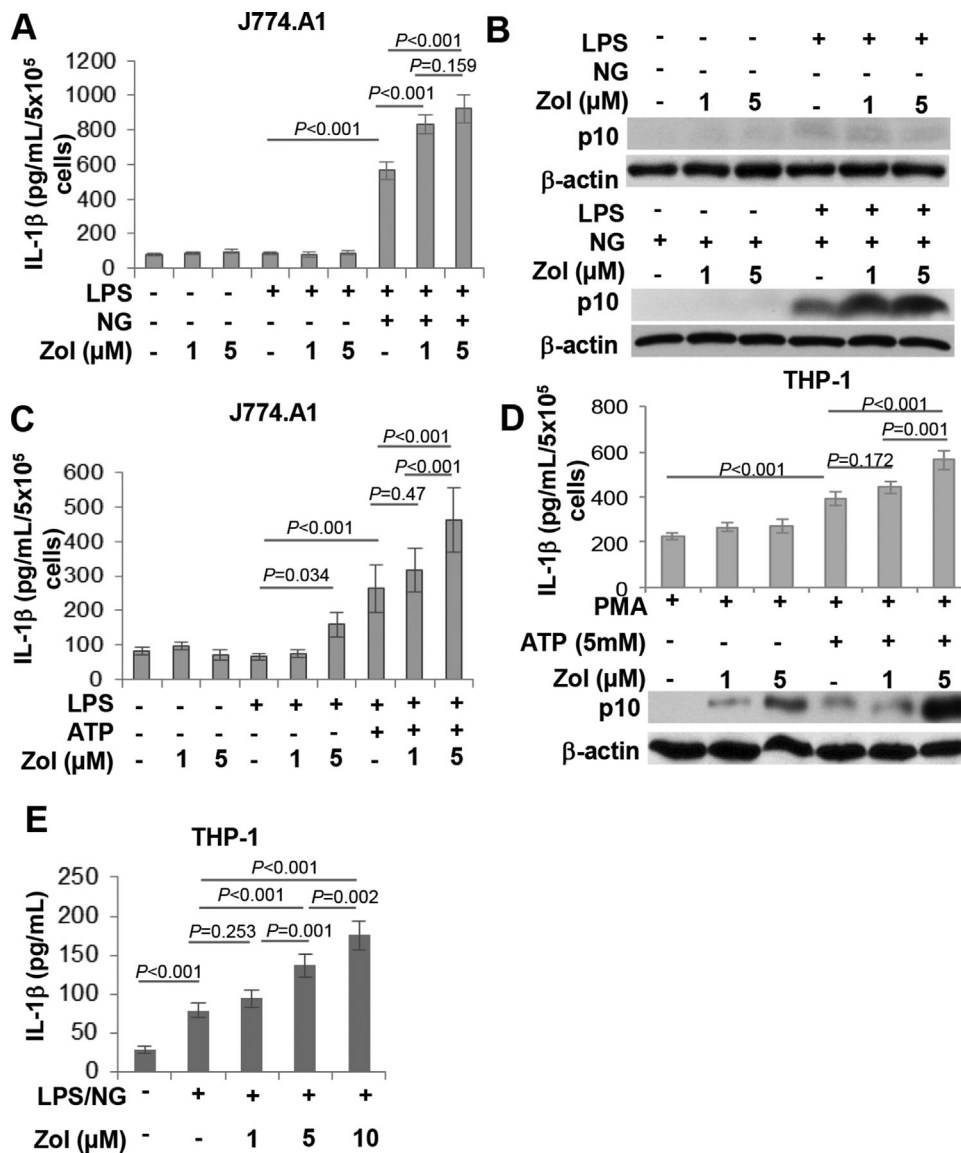 A
J774.A1
IL-1β (pg/mL/5x10⁵ cells)
1200
1000
800
600
400
200
0
P<0.001
P<0.001
P=0.159
P<0.001
LPS - - - + + + + + +
NG - - - - - - + + +
Zol (µM) - 1 5 - 1 5 - 1 5
B
LPS - - - + + +
NG - - - - - -
Zol (µM) - 1 5 - 1 5
p10
β-actin
LPS - - - + + +
NG + + + + + +
Zol (µM) - 1 5 - 1 5
p10
β-actin
C
J774.A1
IL-1β (pg/mL/5x10⁵ cells)
600
500
400
300
200
100
0
P=0.034
P<0.001
P<0.001
P<0.001
P=0.47
LPS - - - + + + + + +
ATP - - - - - - + + +
Zol (µM) - 1 5 - 1 5 - 1 5
D
THP-1
IL-1β (pg/mL/5x10⁵ cells)
800
600
400
200
0
P<0.001
P<0.001
P=0.001
P=0.172
PMA + + + + + +
ATP (5mM) - - - + + +
Zol (µM) - 1 5 - 1 5
p10
β-actin
E
THP-1
IL-1β (pg/mL)
250
200
150
100
50
0
P<0.001
P<0.001
P=0.002
P=0.253
P=0.001
P<0.001
LPS/NG - + + + +
Zol (µM) - - 1 5 10